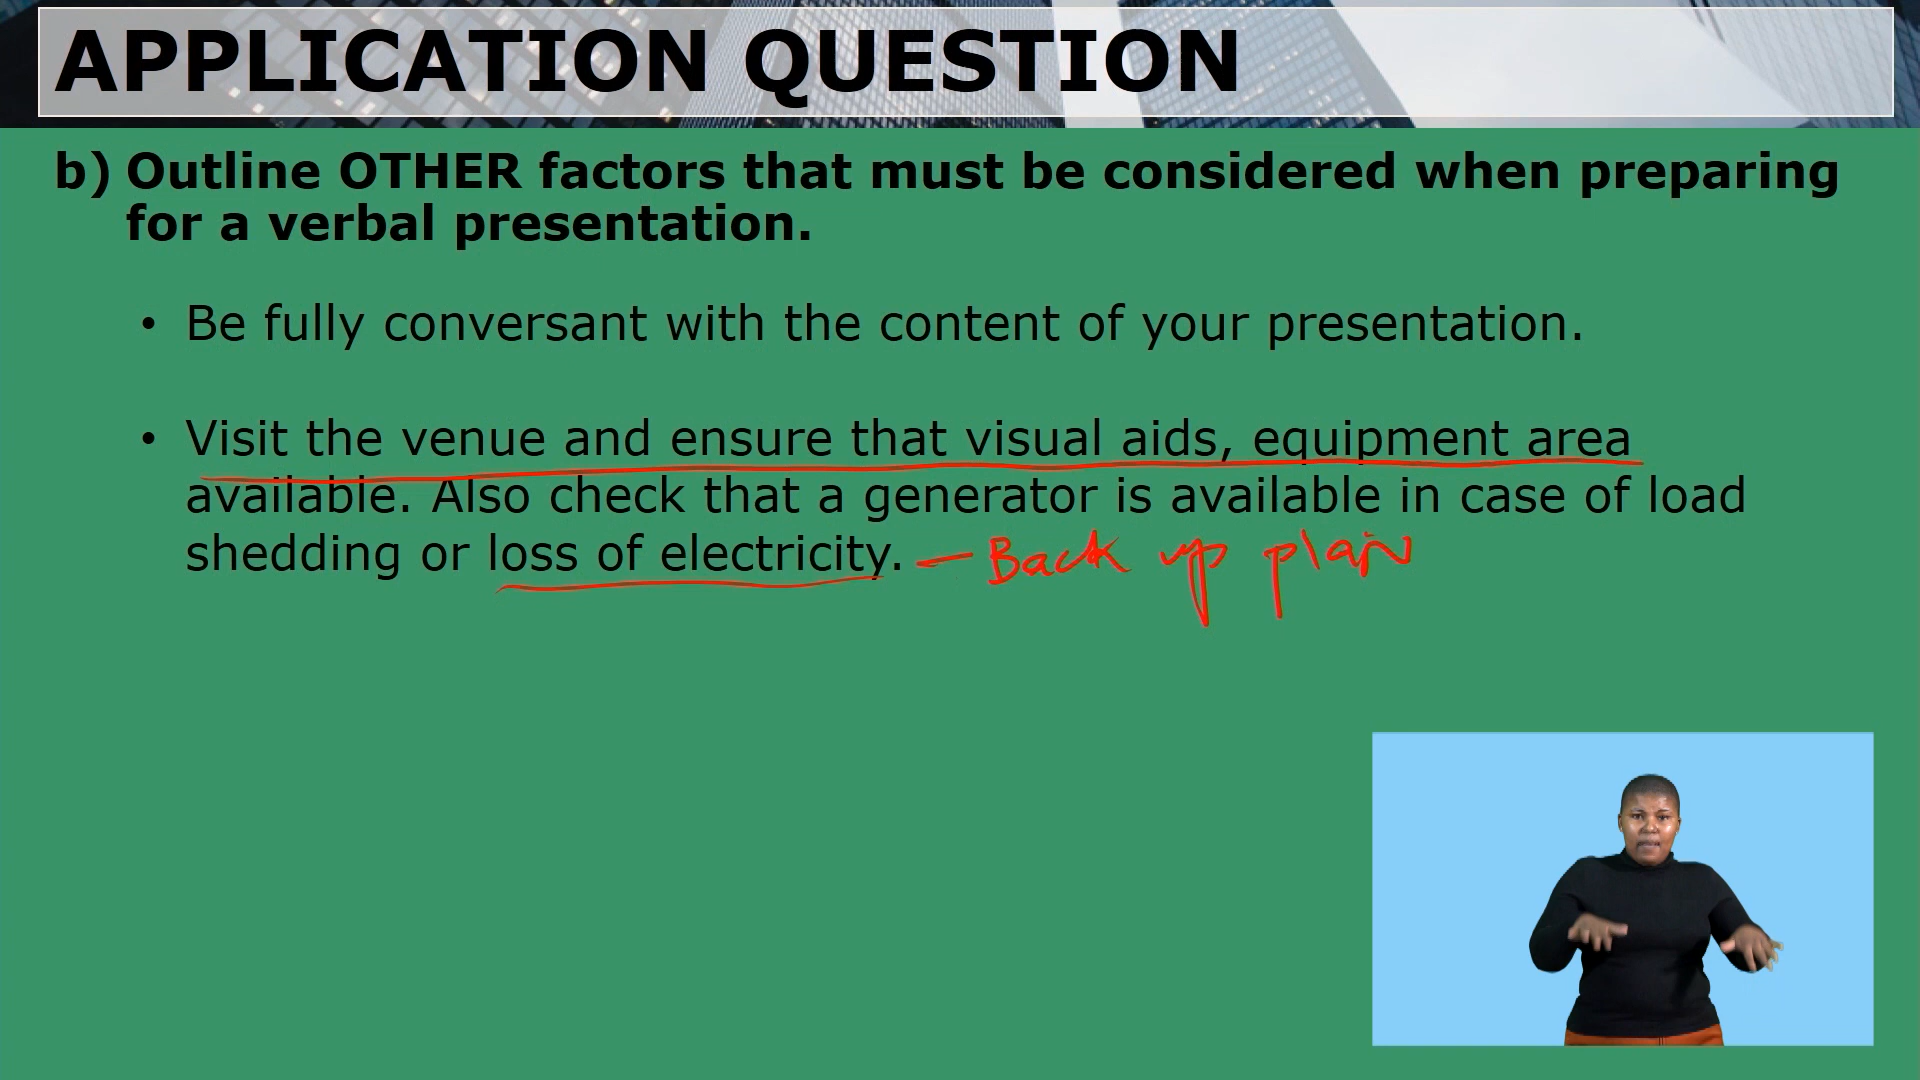 APPLICATION QUESTION
b) Outline OTHER factors that must be considered when preparing
for a verbal presentation.
• Be fully conversant with the content of your presentation.
• Visit the venue and ensure that visual aids, equipment area
available. Also check that a generator is available in case of load
shedding or loss of electricity. – Back up plan